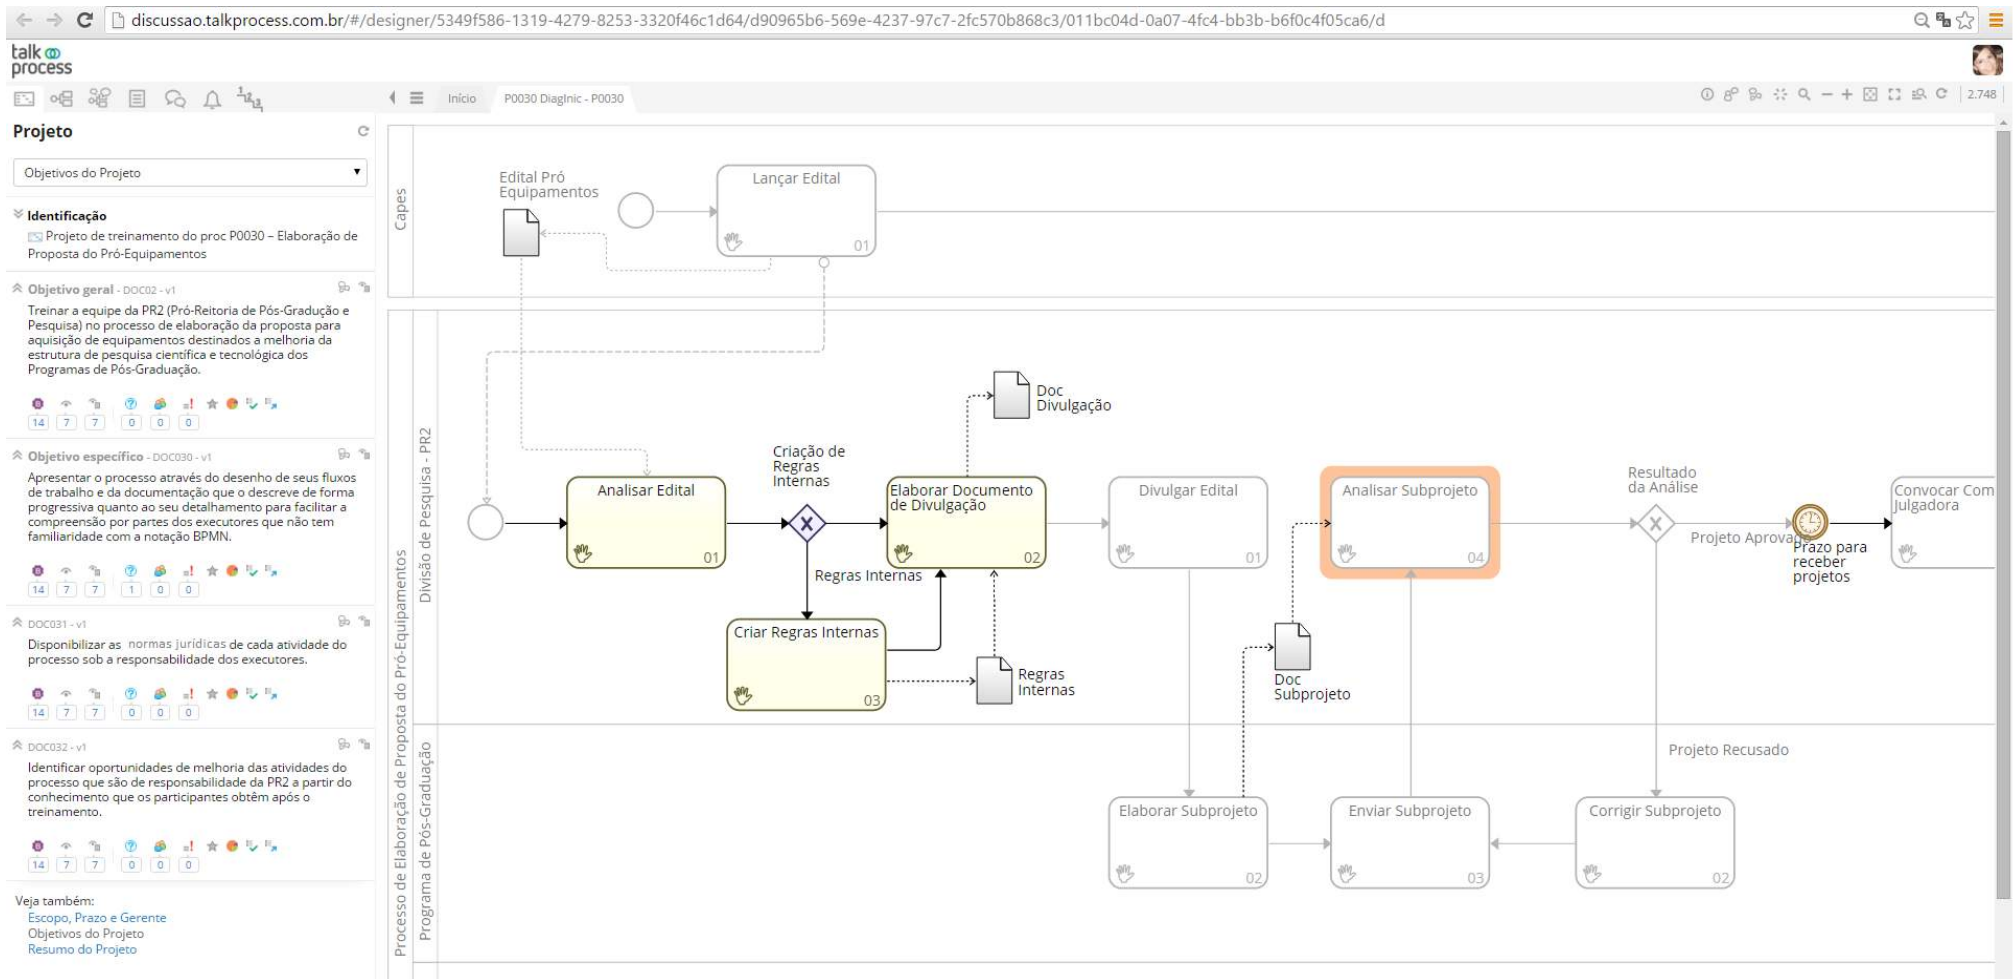 discussao.talkprocess.com.br/#/designer/5349f586-1319-4279-8253-3320f46c1d64/d90965b6-569e-4237-97c7-2fc570b868c3/011bc04d-0a07-4fc4-bb3b-b6f0c4f05ca6/d
talk
process
Início
P0030 DiagInic - P0030
2.748
Projeto
Objetivos do Projeto
Identificação
Projeto de treinamento do proc P0030 – Elaboração de
Proposta do Pró-Equipamentos
Objetivo geral - DOC02 - v1
Treinar a equipe da PR2 (Pró-Reitoria de Pós-Gradução e
Pesquisa) no processo de elaboração da proposta para
aquisição de equipamentos destinados a melhoria da
estrutura de pesquisa científica e tecnológica dos
Programas de Pós-Graduação.
14 7 7 0 0 0
Objetivo específico - DOC030 - v1
Apresentar o processo através do desenho de seus fluxos
de trabalho e da documentação que o descreve de forma
progressiva quanto ao seu detalhamento para facilitar a
compreensão por partes dos executores que não tem
familiaridade com a notação BPMN.
14 7 7 1 0 0
DOC031 - v1
Disponibilizar as normas jurídicas de cada atividade do
processo sob a responsabilidade dos executores.
14 7 7 0 0 0
DOC032 - v1
Identificar oportunidades de melhoria das atividades do
processo que são de responsabilidade da PR2 a partir do
conhecimento que os participantes obtêm após o
treinamento.
14 7 7 0 0 0
Veja também:
Escopo, Prazo e Gerente
Objetivos do Projeto
Resumo do Projeto
Capes
Edital Pró
Equipamentos
Lançar Edital
01
Processo de Elaboração de Proposta do Pró-Equipamentos
Divisão de Pesquisa - PR2
Doc
Divulgação
Analisar Edital
01
Criação de
Regras
Internas
Elaborar Documento
de Divulgação
02
Divulgar Edital
01
Analisar Subprojeto
04
Resultado
da Análise
Projeto Aprovado
Prazo para
receber
projetos
Convocar Com
Julgadora
Regras Internas
Criar Regras Internas
03
Regras
Internas
Doc
Subprojeto
Programa de Pós-Graduação
Projeto Recusado
Elaborar Subprojeto
02
Enviar Subprojeto
03
Corrigir Subprojeto
02